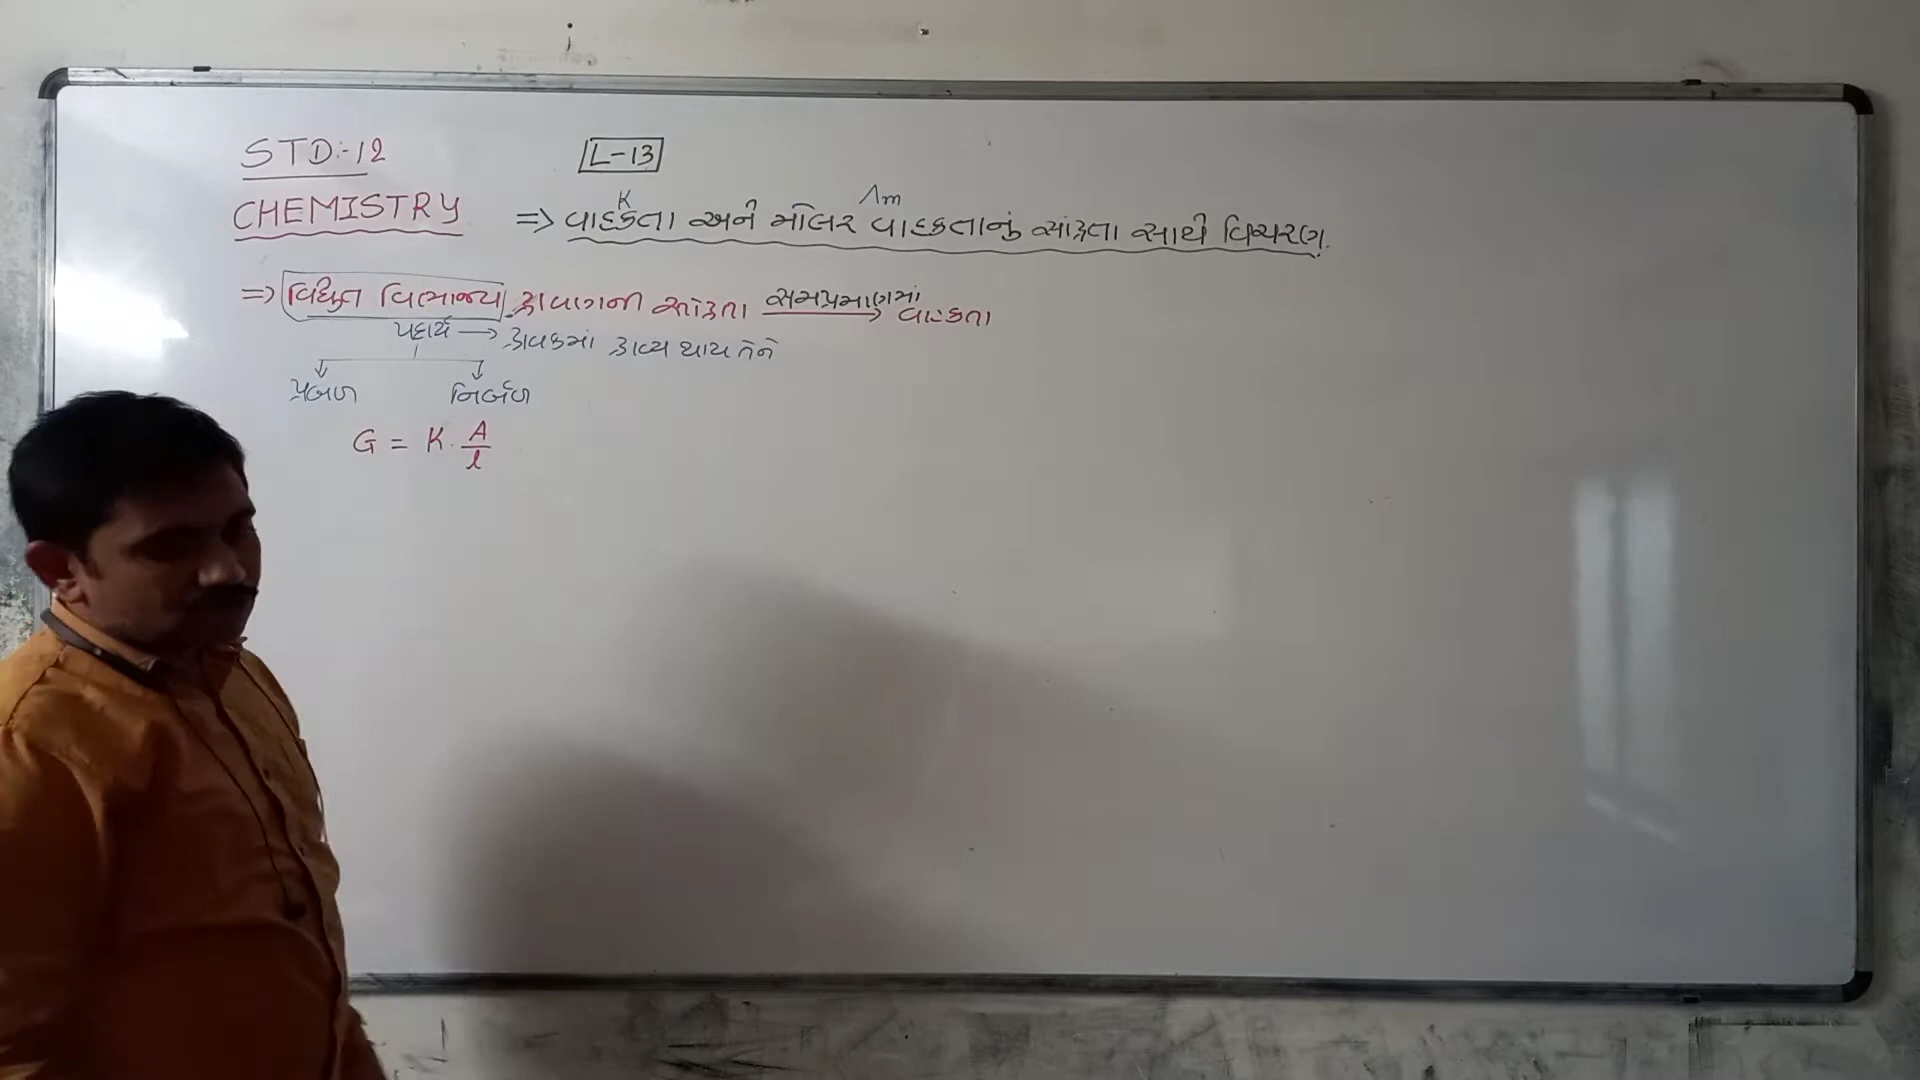 STD:-12
L-13
CHEMISTRY
K Λm
=> વાહકતા અને મોલર વાહકતાનું સાંદ્રતા સાથે વિચરણ.
=> વિદ્યુત વિભાજ્ય દ્રાવણની સાંદ્રતા સમપ્રમાણમાં → વાહકતા
પદાર્થ → દ્રાવકમાં દ્રાવ્ય થાય તેને
પ્રબળ નિર્બળ
G = K · A/l